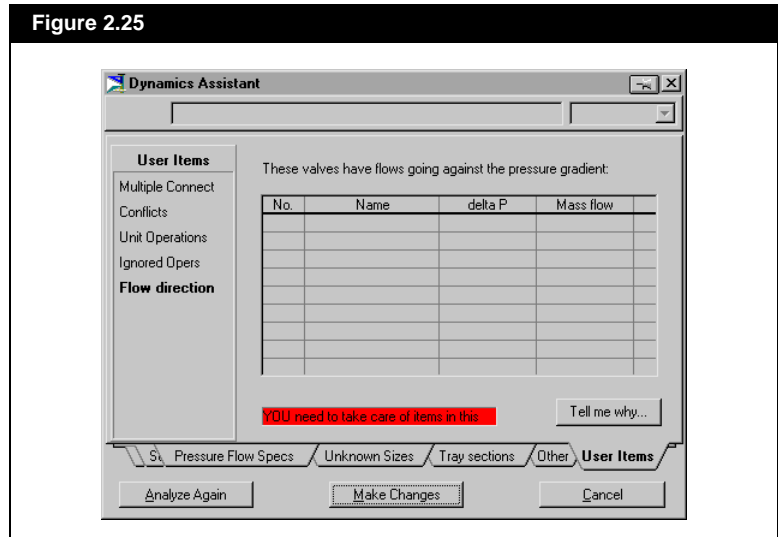 Figure 2.25
Dynamics Assistant
User Items
Multiple Connect
Conflicts
Unit Operations
Ignored Opers
Flow direction
These valves have flows going against the pressure gradient:
No. Name delta P Mass flow
YOU need to take care of items in this
Tell me why...
Pressure Flow Specs Unknown Sizes Tray sections Other User Items
Analyze Again Make Changes Cancel